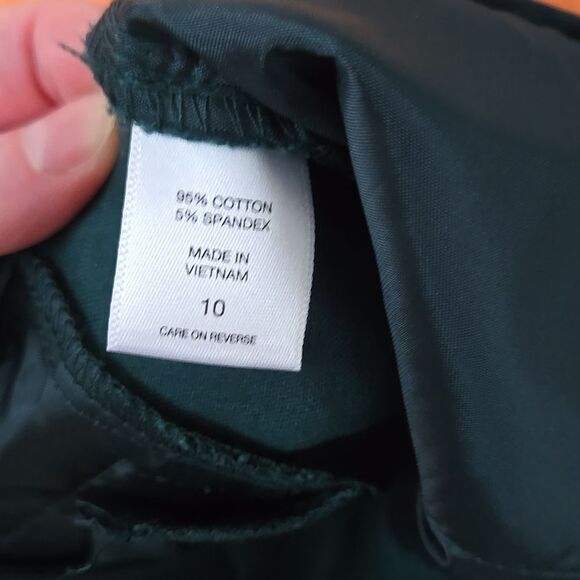 95% COTTON
5% SPANDEX
MADE IN
VIETNAM
10
CARE ON REVERSE